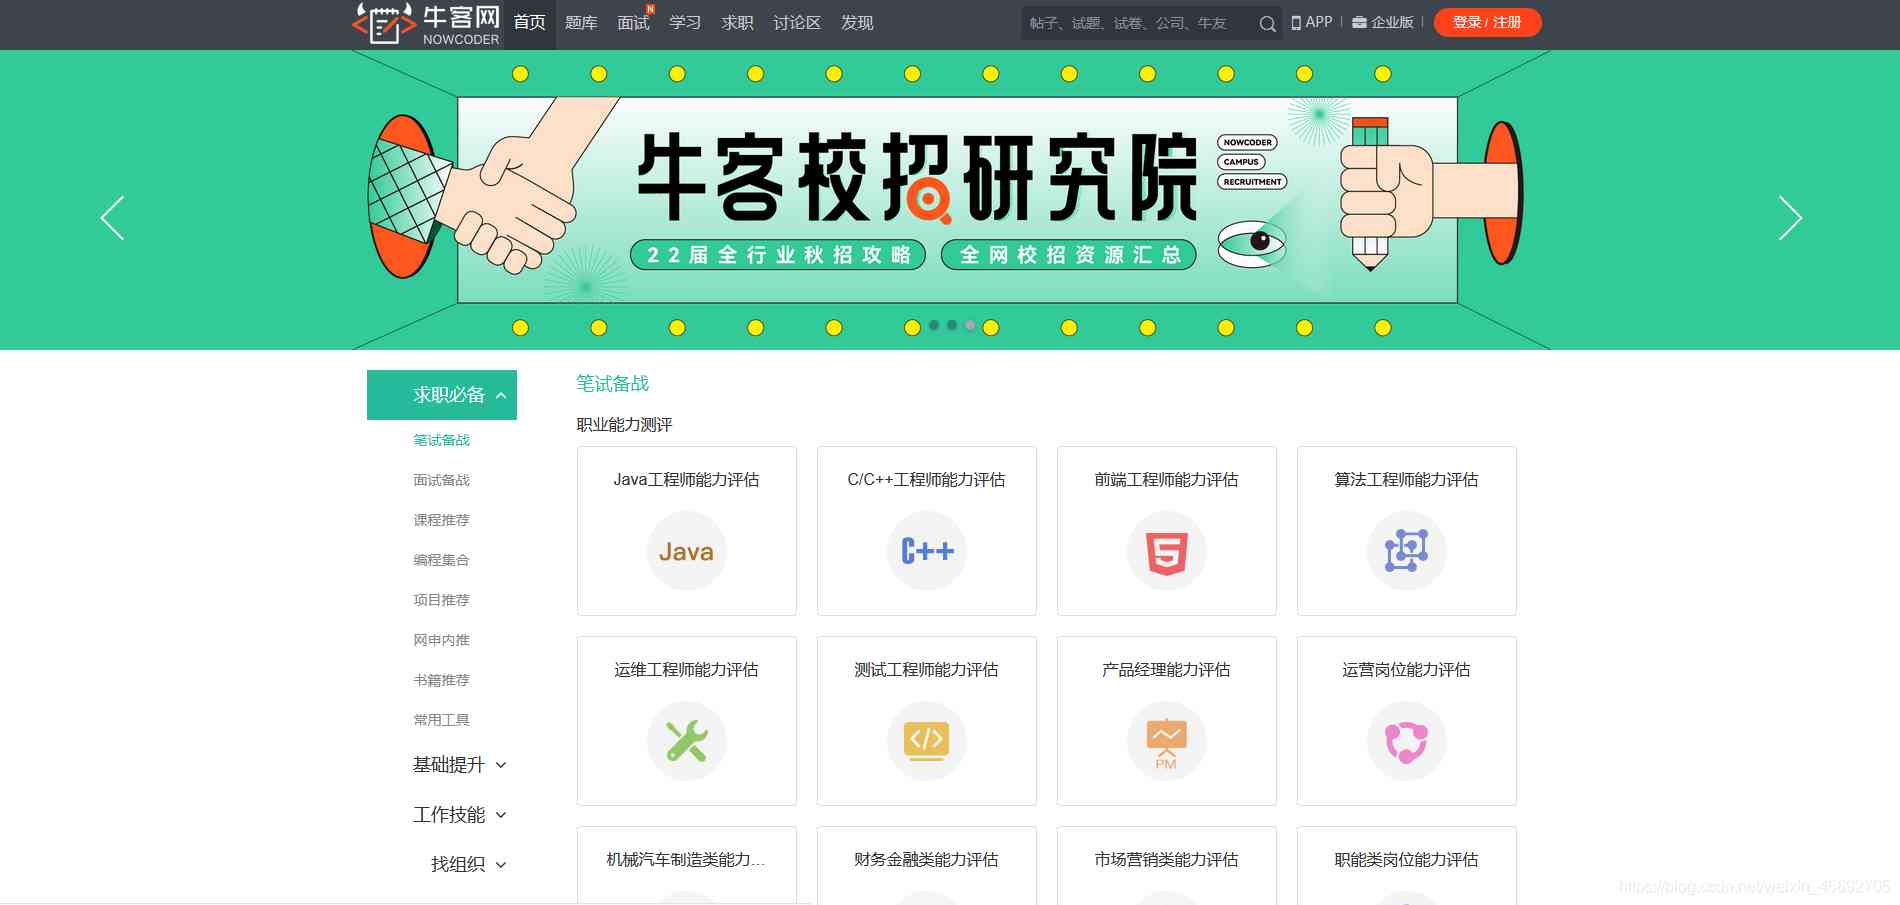 牛客网
NOWCODER
首页 题库 面试 N 学习 求职 讨论区 发现
帖子、试题、试卷、公司、牛友
APP
企业版
登录 / 注册
牛客校招研究院
NOWCODER
CAMPUS
RECRUITMENT
22届全行业秋招攻略
全网校招资源汇总
求职必备
笔试备战
面试备战
课程推荐
编程集合
项目推荐
网申内推
书籍推荐
常用工具
基础提升
工作技能
找组织
笔试备战
职业能力测评
Java工程师能力评估
Java
C/C++工程师能力评估
C++
前端工程师能力评估
5
算法工程师能力评估
运维工程师能力评估
测试工程师能力评估
</>
产品经理能力评估
PM
运营岗位能力评估
机械汽车制造类能力...
财务金融类能力评估
市场营销类能力评估
职能类岗位能力评估